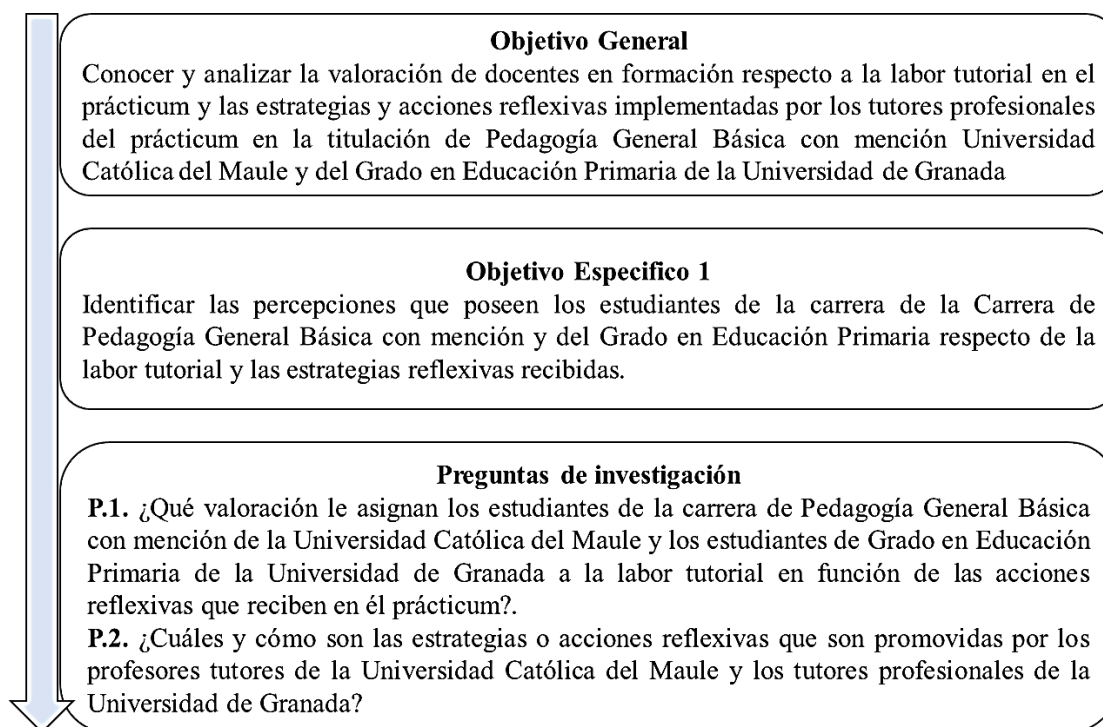 Objetivo General
Conocer y analizar la valoración de docentes en formación respecto a la labor tutorial en el
prácticum y las estrategias y acciones reflexivas implementadas por los tutores profesionales
del prácticum en la titulación de Pedagogía General Básica con mención Universidad
Católica del Maule y del Grado en Educación Primaria de la Universidad de Granada
Objetivo Especifico 1
Identificar las percepciones que poseen los estudiantes de la carrera de la Carrera de
Pedagogía General Básica con mención y del Grado en Educación Primaria respecto de la
labor tutorial y las estrategias reflexivas recibidas.
Preguntas de investigación
P.1. ¿Qué valoración le asignan los estudiantes de la carrera de Pedagogía General Básica
con mención de la Universidad Católica del Maule y los estudiantes de Grado en Educación
Primaria de la Universidad de Granada a la labor tutorial en función de las acciones
reflexivas que reciben en él prácticum?.
P.2. ¿Cuáles y cómo son las estrategias o acciones reflexivas que son promovidas por los
profesores tutores de la Universidad Católica del Maule y los tutores profesionales de la
Universidad de Granada?